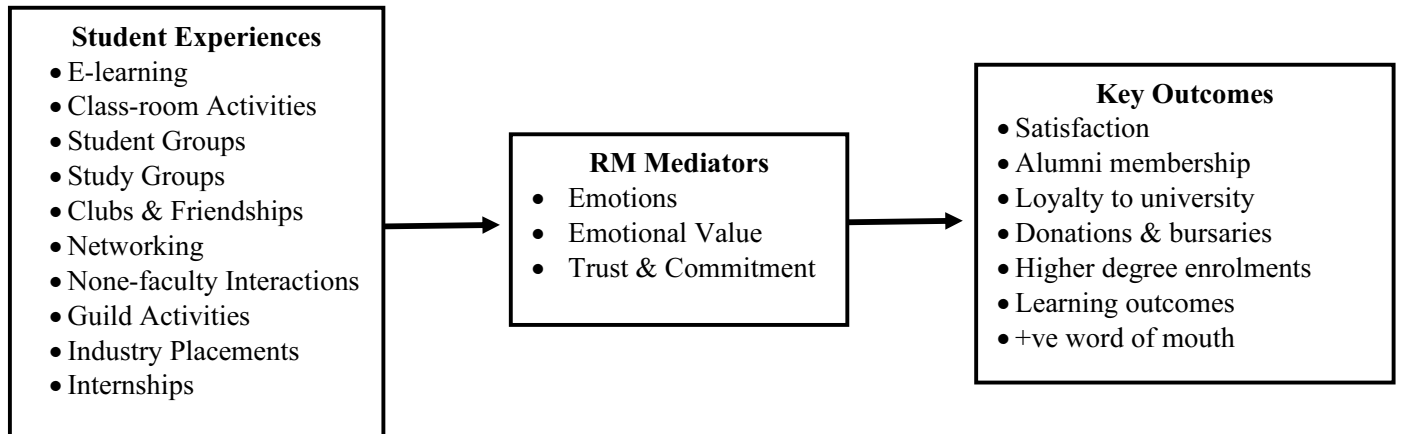 Student Experiences
• E-learning
• Class-room Activities
• Student Groups
• Study Groups
• Clubs & Friendships
• Networking
• None-faculty Interactions
• Guild Activities
• Industry Placements
• Internships
RM Mediators
• Emotions
• Emotional Value
• Trust & Commitment
Key Outcomes
• Satisfaction
• Alumni membership
• Loyalty to university
• Donations & bursaries
• Higher degree enrolments
• Learning outcomes
• +ve word of mouth